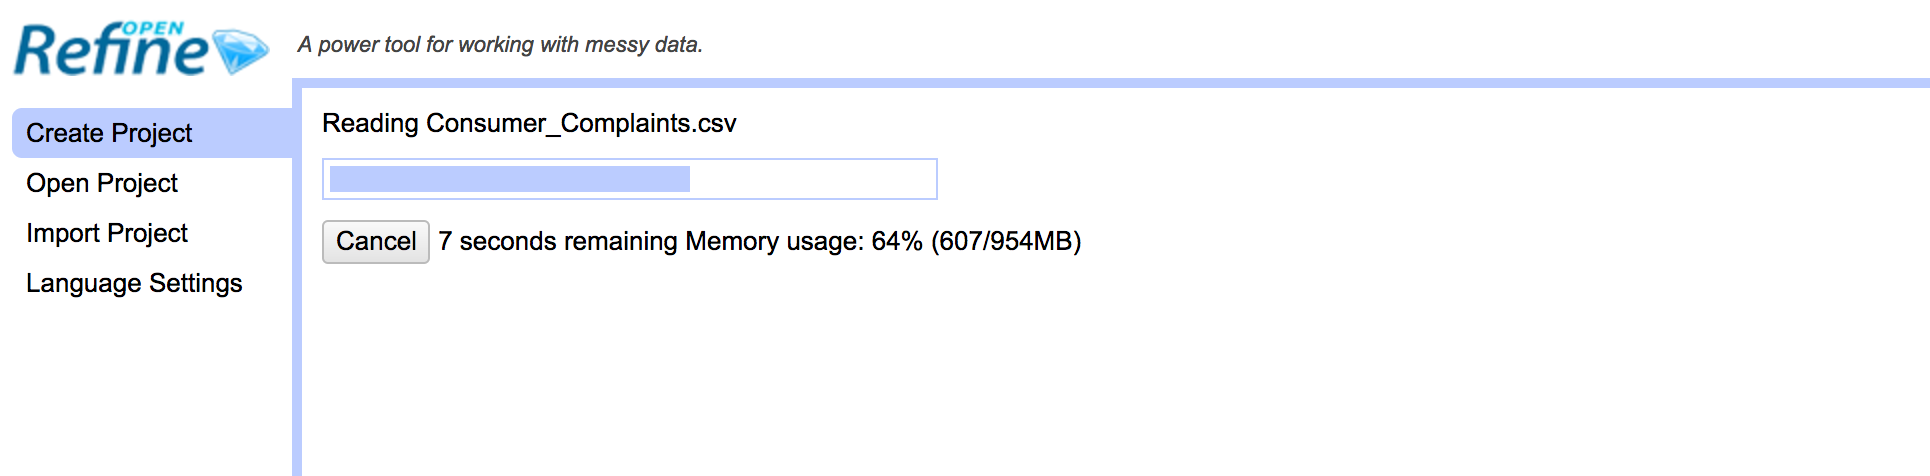 OPEN
Refine
A power tool for working with messy data.
Create Project
Open Project
Import Project
Language Settings
Reading Consumer_Complaints.csv
Cancel 7 seconds remaining Memory usage: 64% (607/954MB)